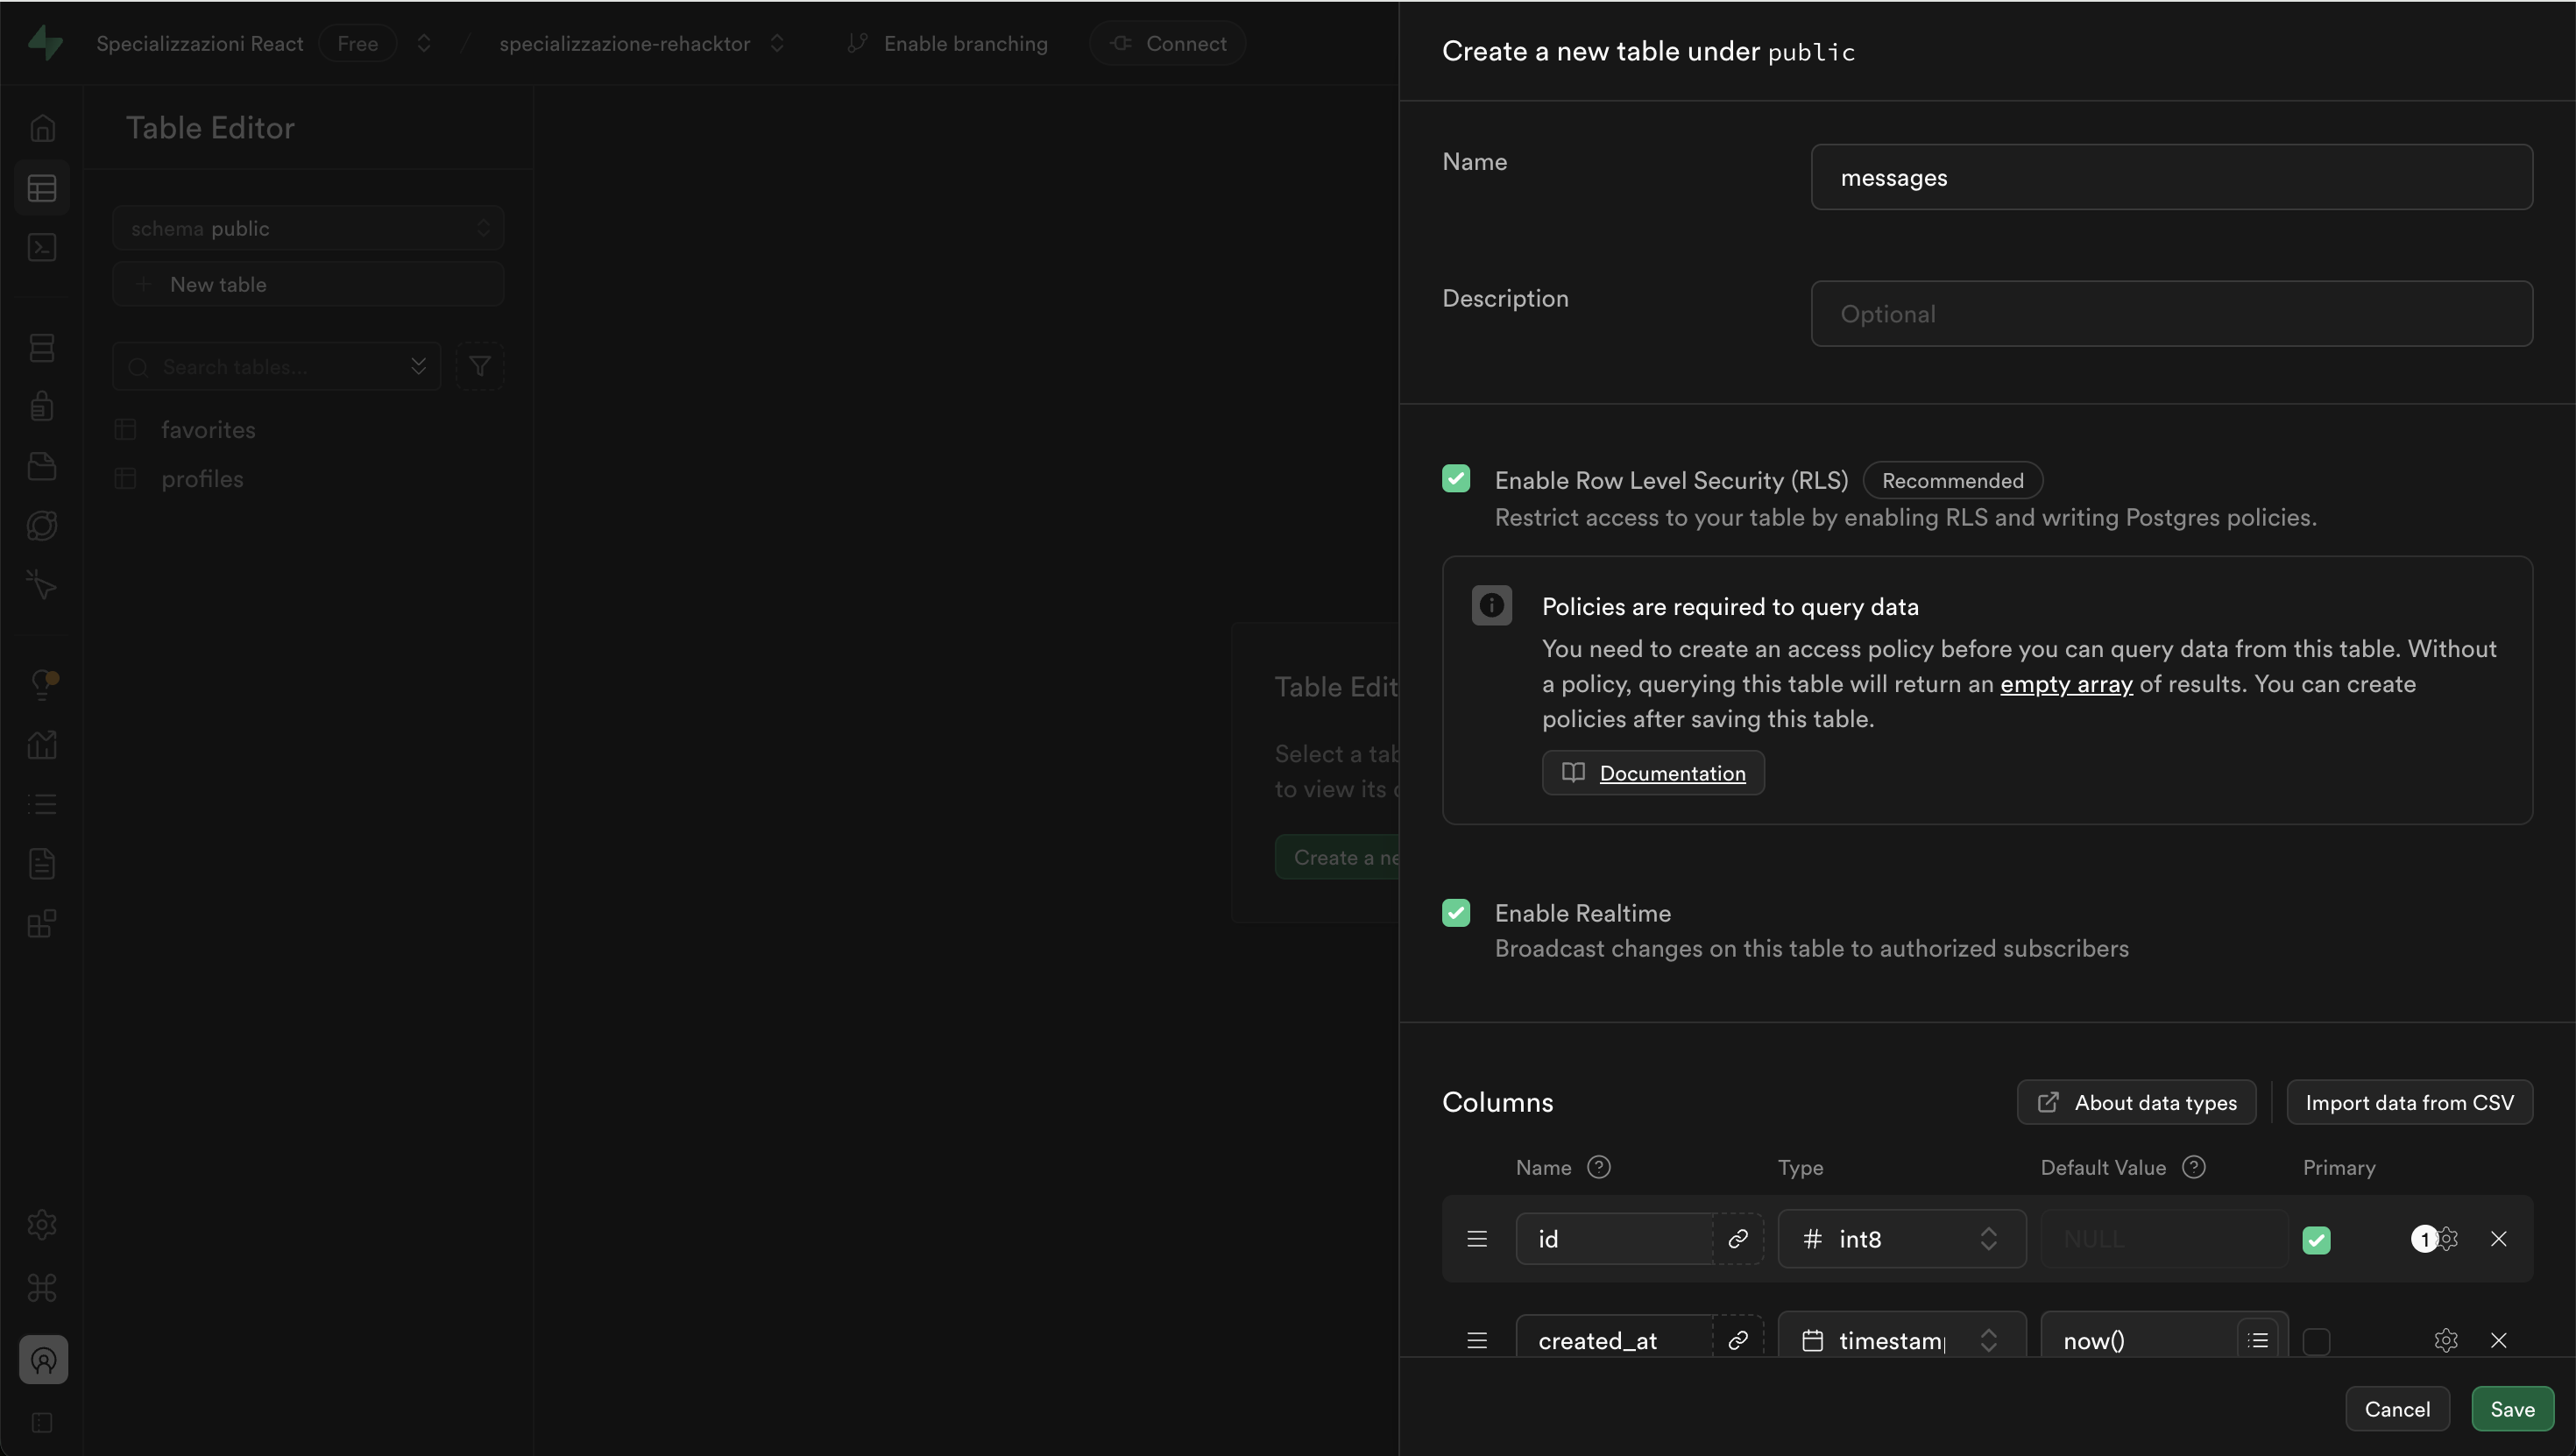 Specializzazioni React Free / specializzazione-rehacktor Enable branching Connect
Table Editor
schema public
New table
Search tables...
favorites
profiles
Table Edit
Select a tab
to view its c
Create a ne
Create a new table under public
Name
messages
Description
Optional
Enable Row Level Security (RLS) Recommended
Restrict access to your table by enabling RLS and writing Postgres policies.
Policies are required to query data
You need to create an access policy before you can query data from this table. Without
a policy, querying this table will return an empty array of results. You can create
policies after saving this table.
Documentation
Enable Realtime
Broadcast changes on this table to authorized subscribers
Columns About data types Import data from CSV
Name Type Default Value Primary
id # int8 NULL 1
created_at timestam now()
Cancel Save